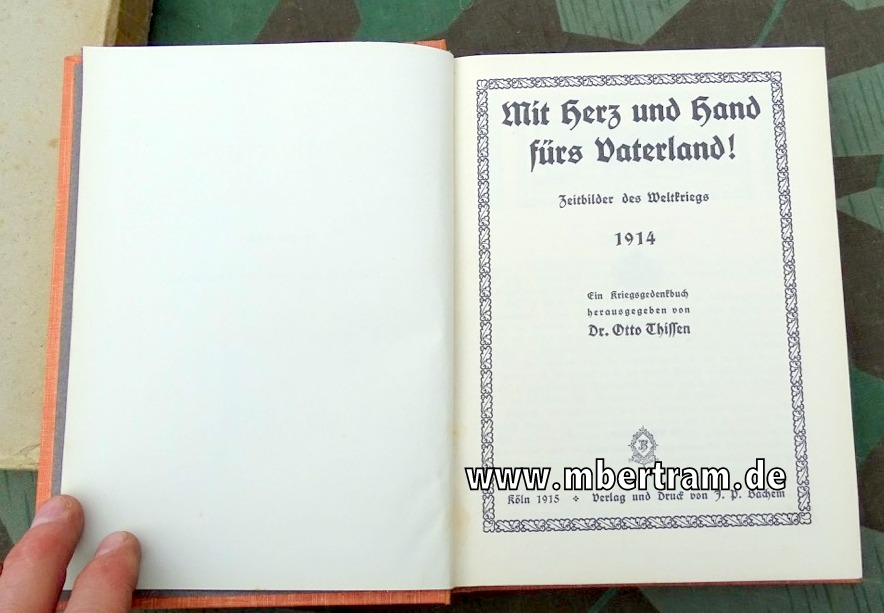 Mit Herz und Hand
fürs Vaterland!
Zeitbilder des Weltkriegs
1914
Ein Kriegsgedenkbuch
herausgegeben von
Dr. Otto Thissen
B
www.mbertram.de
Köln 1915 ❖ Verlag und Druck von J. P. Bachem